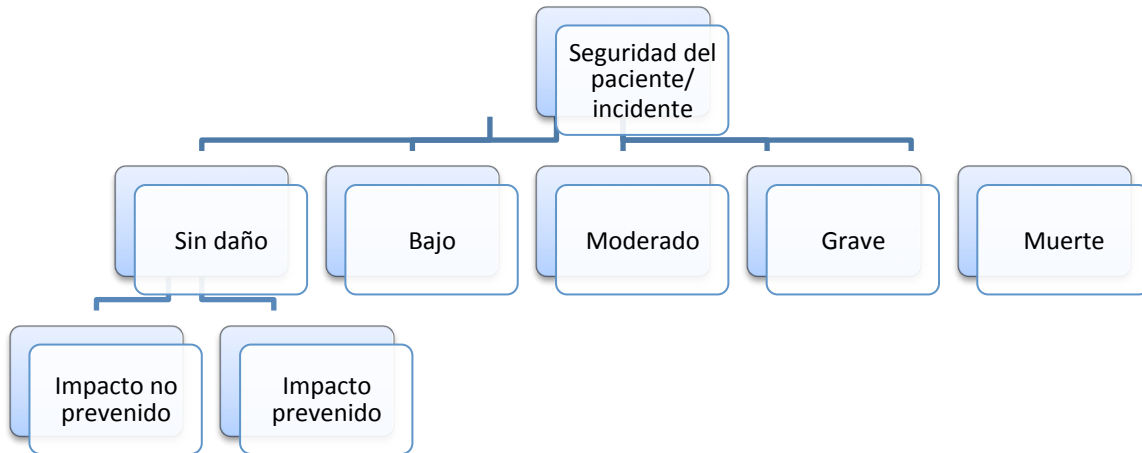 Seguridad del
paciente/
incidente
Sin daño
Bajo
Moderado
Grave
Muerte
Impacto no
prevenido
Impacto
prevenido